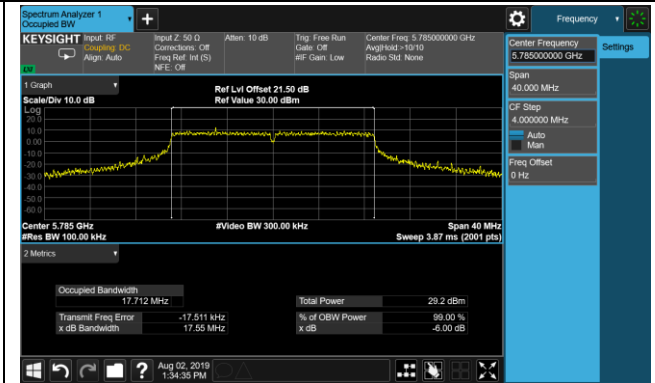 Spectrum Analyzer 1
Occupied BW
Frequency
KEYSIGHT Input: RF Input Z: 50 Ω Atten: 10 dB Trig: Free Run Center Freq: 5.785000000 GHz
Coupling: DC Corrections: Off Gate: Off Avg|Hold:>10/10
Align: Auto Freq Ref: Int (S) #IF Gain: Low Radio Std: None
NFE: Off
1 Graph
Ref Lvl Offset 21.50 dB
Scale/Div 10.0 dB Ref Value 30.00 dBm
Log
20.0
10.0
0.00
-10.0
-20.0
-30.0
-40.0
-50.0
-60.0
Center 5.785 GHz #Video BW 300.00 kHz Span 40 MHz
#Res BW 100.00 kHz Sweep 3.87 ms (2001 pts)
2 Metrics
Occupied Bandwidth
17.712 MHz Total Power 29.2 dBm
Transmit Freq Error -17.511 kHz % of OBW Power 99.00 %
x dB Bandwidth 17.55 MHz x dB -6.00 dB
Aug 02, 2019
1:34:35 PM
Center Frequency
5.785000000 GHz
Settings
Span
40.000 MHz
CF Step
4.000000 MHz
Auto
Man
Freq Offset
0 Hz